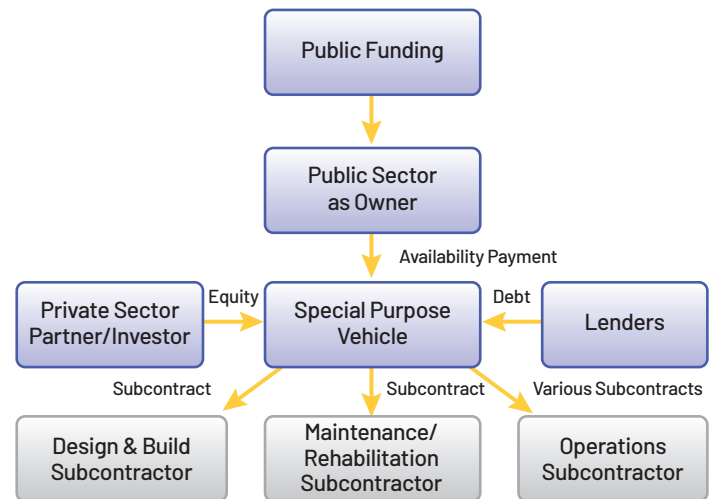 Public Funding
Public Sector
as Owner
Availability Payment
Private Sector
Partner/Investor
Equity
Special Purpose
Vehicle
Debt
Lenders
Subcontract
Subcontract
Various Subcontracts
Design & Build
Subcontractor
Maintenance/
Rehabilitation
Subcontractor
Operations
Subcontractor